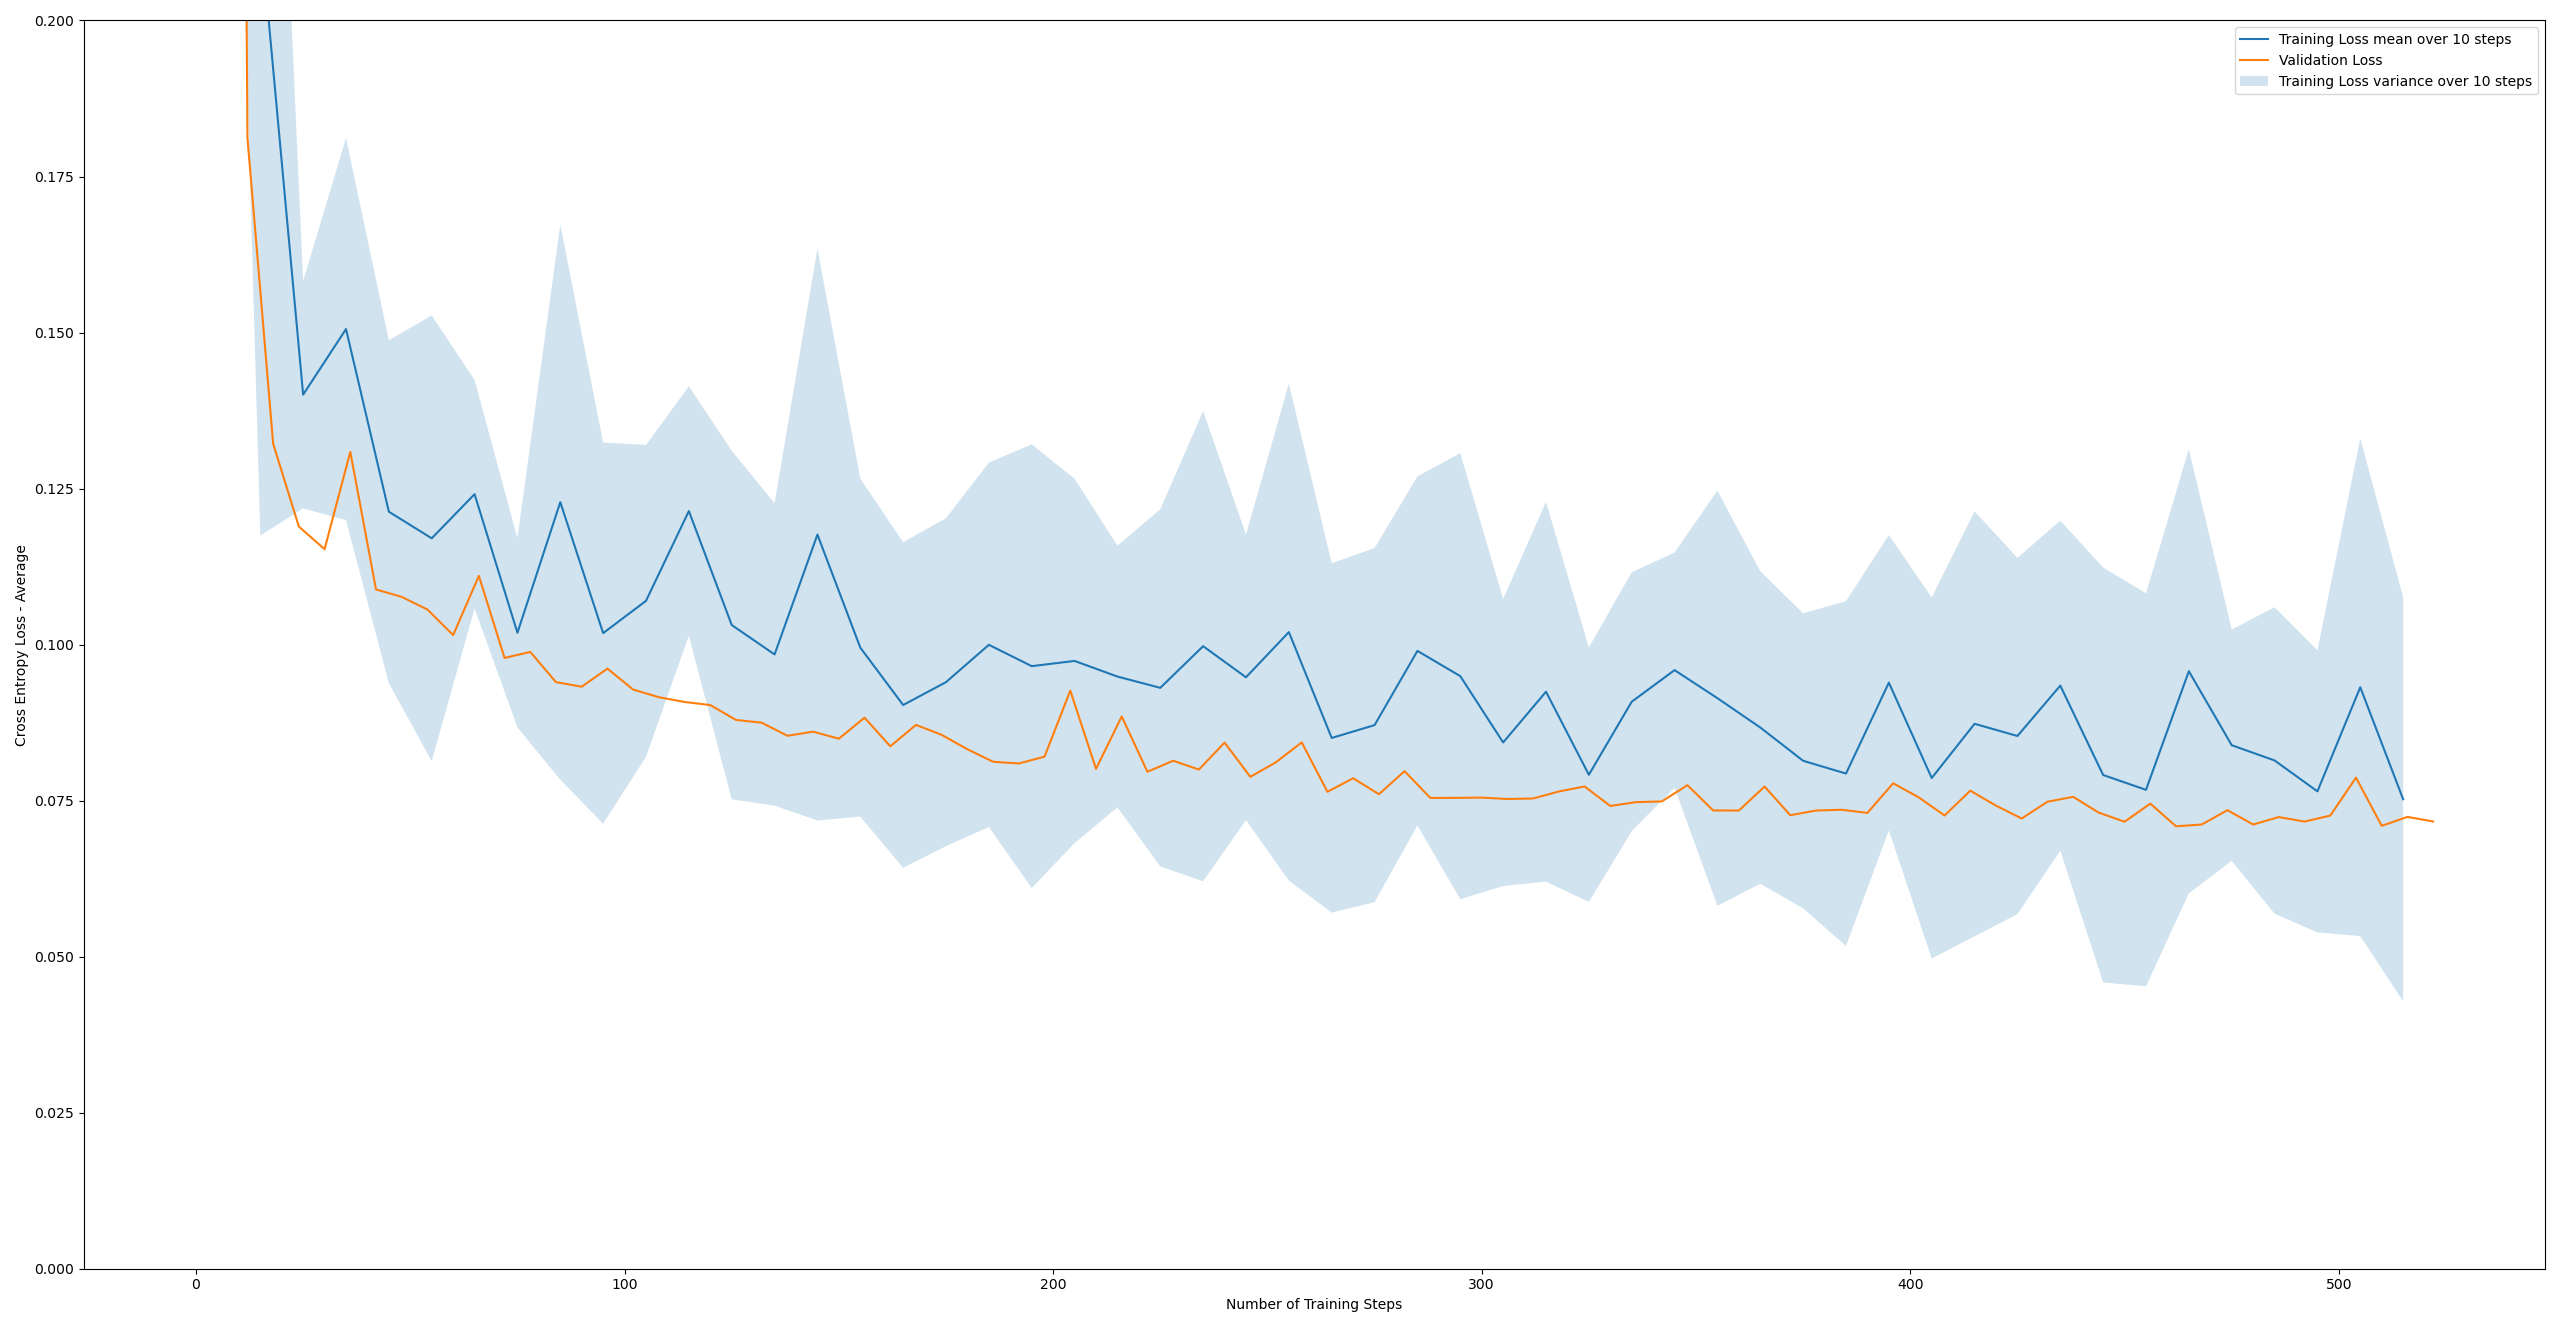 0.200
0.175
0.150
0.125
0.100
0.075
0.050
0.025
0.000
Cross Entropy Loss - Average
0 100 200 300 400 500
Number of Training Steps
Training Loss mean over 10 steps
Validation Loss
Training Loss variance over 10 steps